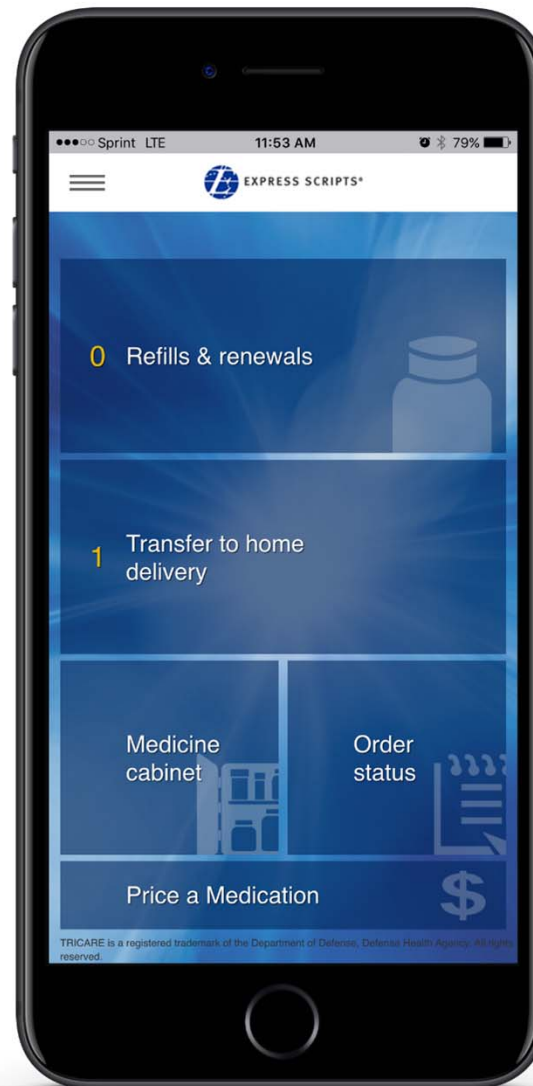 Sprint LTE 11:53 AM 79%
EXPRESS SCRIPTS®
0 Refills & renewals
1 Transfer to home
delivery
Medicine
cabinet
Order
status
Price a Medication
$
TRICARE is a registered trademark of the Department of Defense, Defense Health Agency. All rights
reserved.